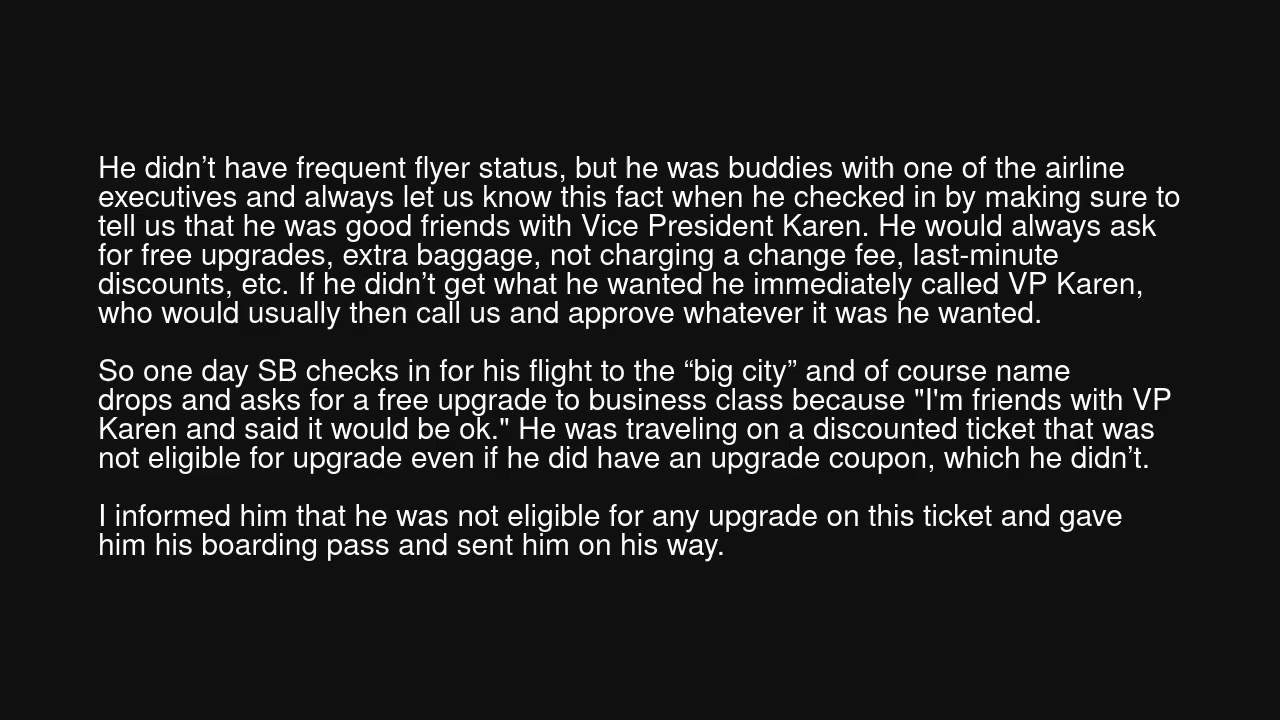 He didn’t have frequent flyer status, but he was buddies with one of the airline
executives and always let us know this fact when he checked in by making sure to
tell us that he was good friends with Vice President Karen. He would always ask
for free upgrades, extra baggage, not charging a change fee, last-minute
discounts, etc. If he didn’t get what he wanted he immediately called VP Karen,
who would usually then call us and approve whatever it was he wanted.
So one day SB checks in for his flight to the “big city” and of course name
drops and asks for a free upgrade to business class because "I'm friends with VP
Karen and said it would be ok." He was traveling on a discounted ticket that was
not eligible for upgrade even if he did have an upgrade coupon, which he didn’t.
I informed him that he was not eligible for any upgrade on this ticket and gave
him his boarding pass and sent him on his way.